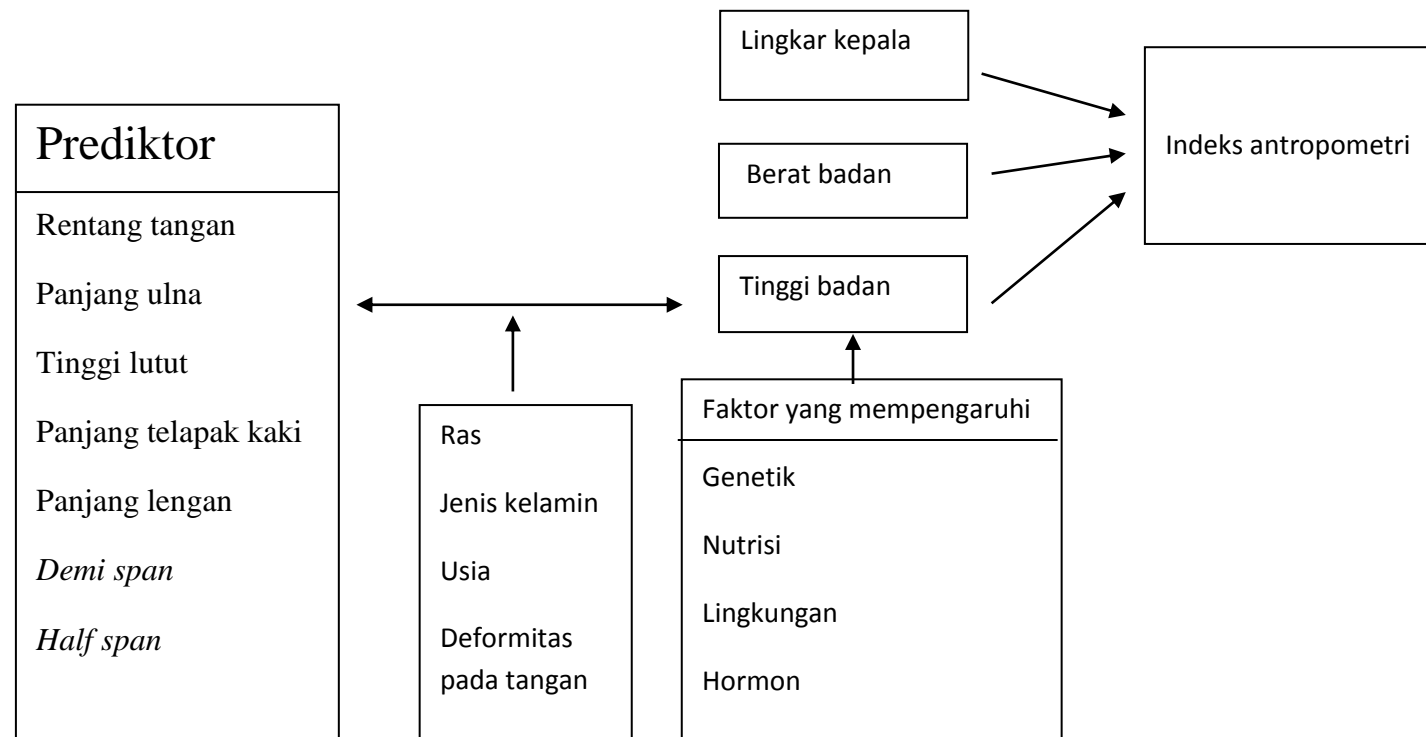 Prediktor
Rentang tangan
Panjang ulna
Tinggi lutut
Panjang telapak kaki
Panjang lengan
Demi span
Half span
Ras
Jenis kelamin
Usia
Deformitas
pada tangan
Lingkar kepala
Berat badan
Tinggi badan
Faktor yang mempengaruhi
Genetik
Nutrisi
Lingkungan
Hormon
Indeks antropometri